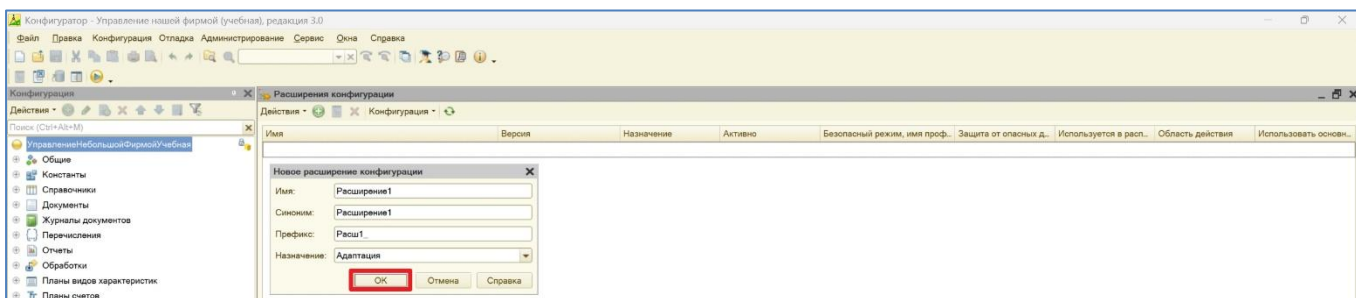 Конфигуратор - Управление нашей фирмой (учебная), редакция 3.0
Файл Правка Конфигурация Отладка Администрирование Сервис Окна Справка
Конфигурация
Действия
Поиск (Ctrl+Alt+M)
УправлениеНебольшойФирмойУчебная
Общие
Константы
Справочники
Документы
Журналы документов
Перечисления
Отчеты
Обработки
Планы видов характеристик
Планы счетов
Расширения конфигурации
Действия Конфигурация
Имя Версия Назначение Активно Безопасный режим, имя проф... Защита от опасных д... Используется в расп... Область действия Использовать основн...
Новое расширение конфигурации
Имя: Расширение1
Синоним: Расширение1
Префикс: Расш1_
Назначение: Адаптация
ОК Отмена Справка